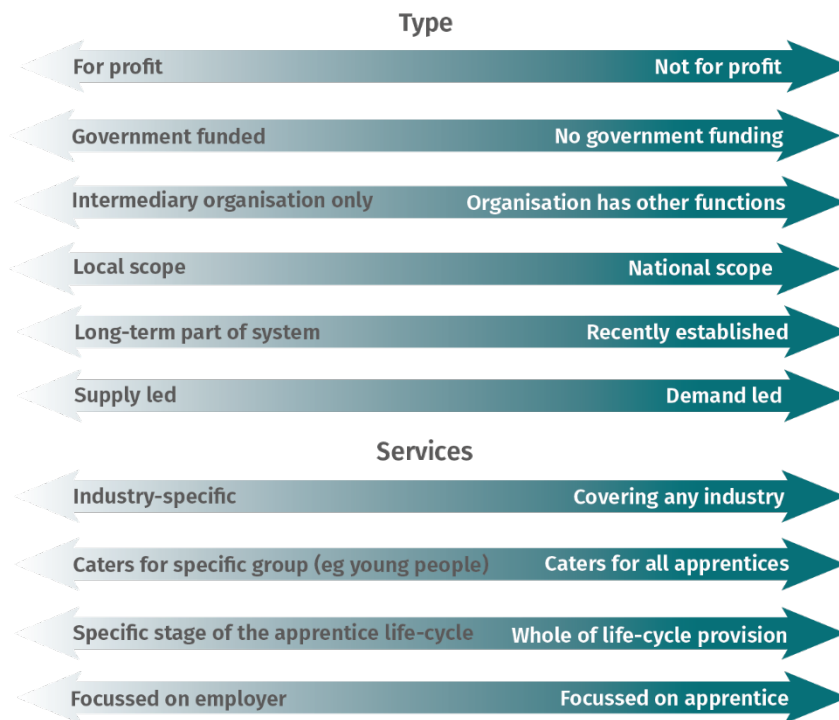 Type
For profit Not for profit
Government funded No government funding
Intermediary organisation only Organisation has other functions
Local scope National scope
Long-term part of system Recently established
Supply led Demand led
Services
Industry-specific Covering any industry
Caters for specific group (eg young people) Caters for all apprentices
Specific stage of the apprentice life-cycle Whole of life-cycle provision
Focussed on employer Focussed on apprentice